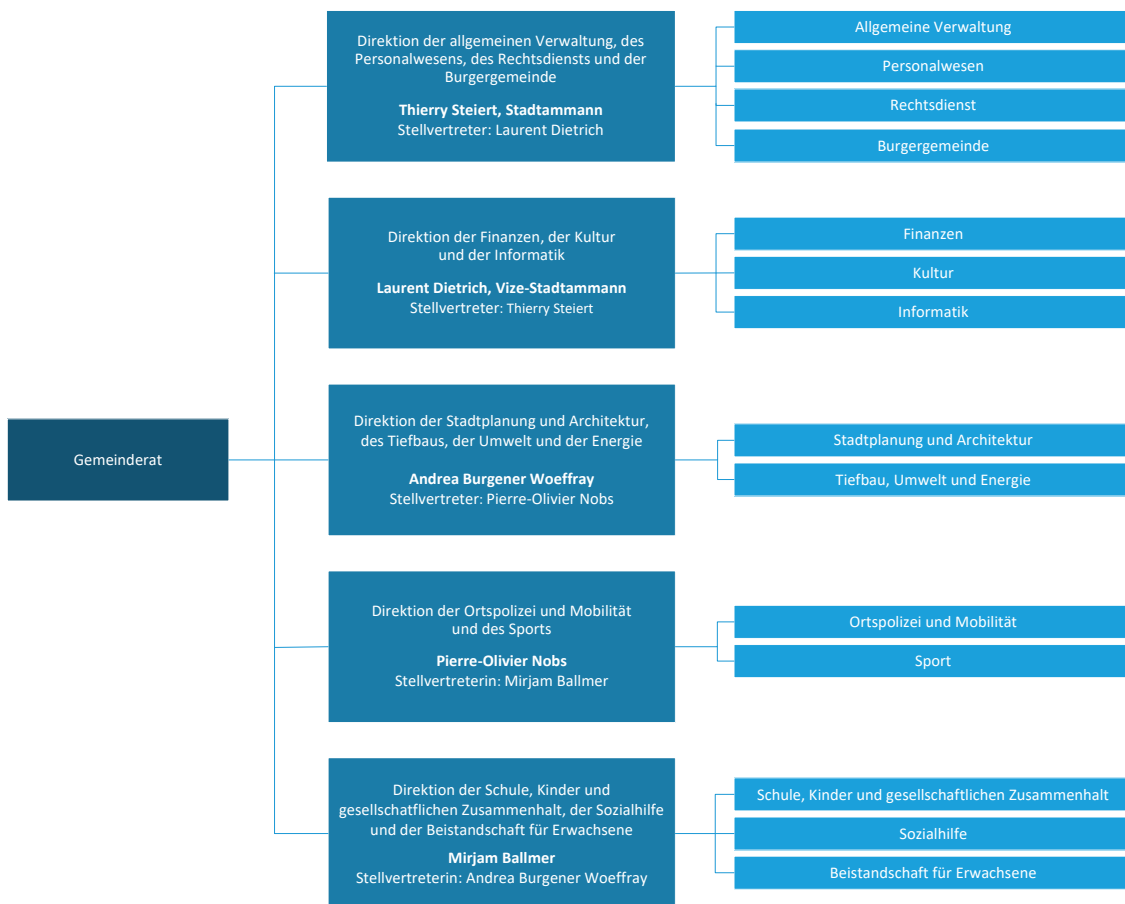 Gemeinderat
Direktion der allgemeinen Verwaltung, des
Personalwesens, des Rechtsdiensts und der
Burgergemeinde
Thierry Steiert, Stadtammann
Stellvertreter: Laurent Dietrich
Allgemeine Verwaltung
Personalwesen
Rechtsdienst
Burgergemeinde
Direktion der Finanzen, der Kultur
und der Informatik
Laurent Dietrich, Vize-Stadtammann
Stellvertreter: Thierry Steiert
Finanzen
Kultur
Informatik
Direktion der Stadtplanung und Architektur,
des Tiefbaus, der Umwelt und der Energie
Andrea Burgener Woeffray
Stellvertreter: Pierre-Olivier Nobs
Stadtplanung und Architektur
Tiefbau, Umwelt und Energie
Direktion der Ortspolizei und Mobilität
und des Sports
Pierre-Olivier Nobs
Stellvertreterin: Mirjam Ballmer
Ortspolizei und Mobilität
Sport
Direktion der Schule, Kinder und
gesellschatflichen Zusammenhalt, der Sozialhilfe
und der Beistandschaft für Erwachsene
Mirjam Ballmer
Stellvertreterin: Andrea Burgener Woeffray
Schule, Kinder und gesellschaftlichen Zusammenhalt
Sozialhilfe
Beistandschaft für Erwachsene